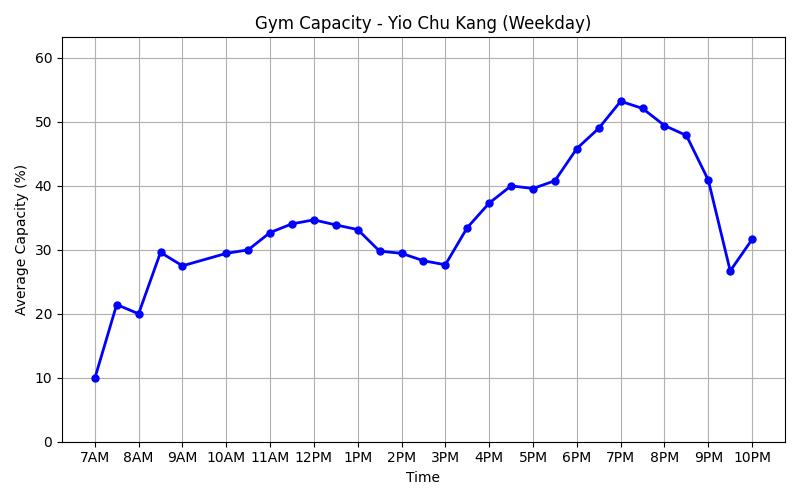 Gym Capacity - Yio Chu Kang (Weekday)
Average Capacity (%)
60
50
40
30
20
10
0
7AM 8AM 9AM 10AM 11AM 12PM 1PM 2PM 3PM 4PM 5PM 6PM 7PM 8PM 9PM 10PM
Time